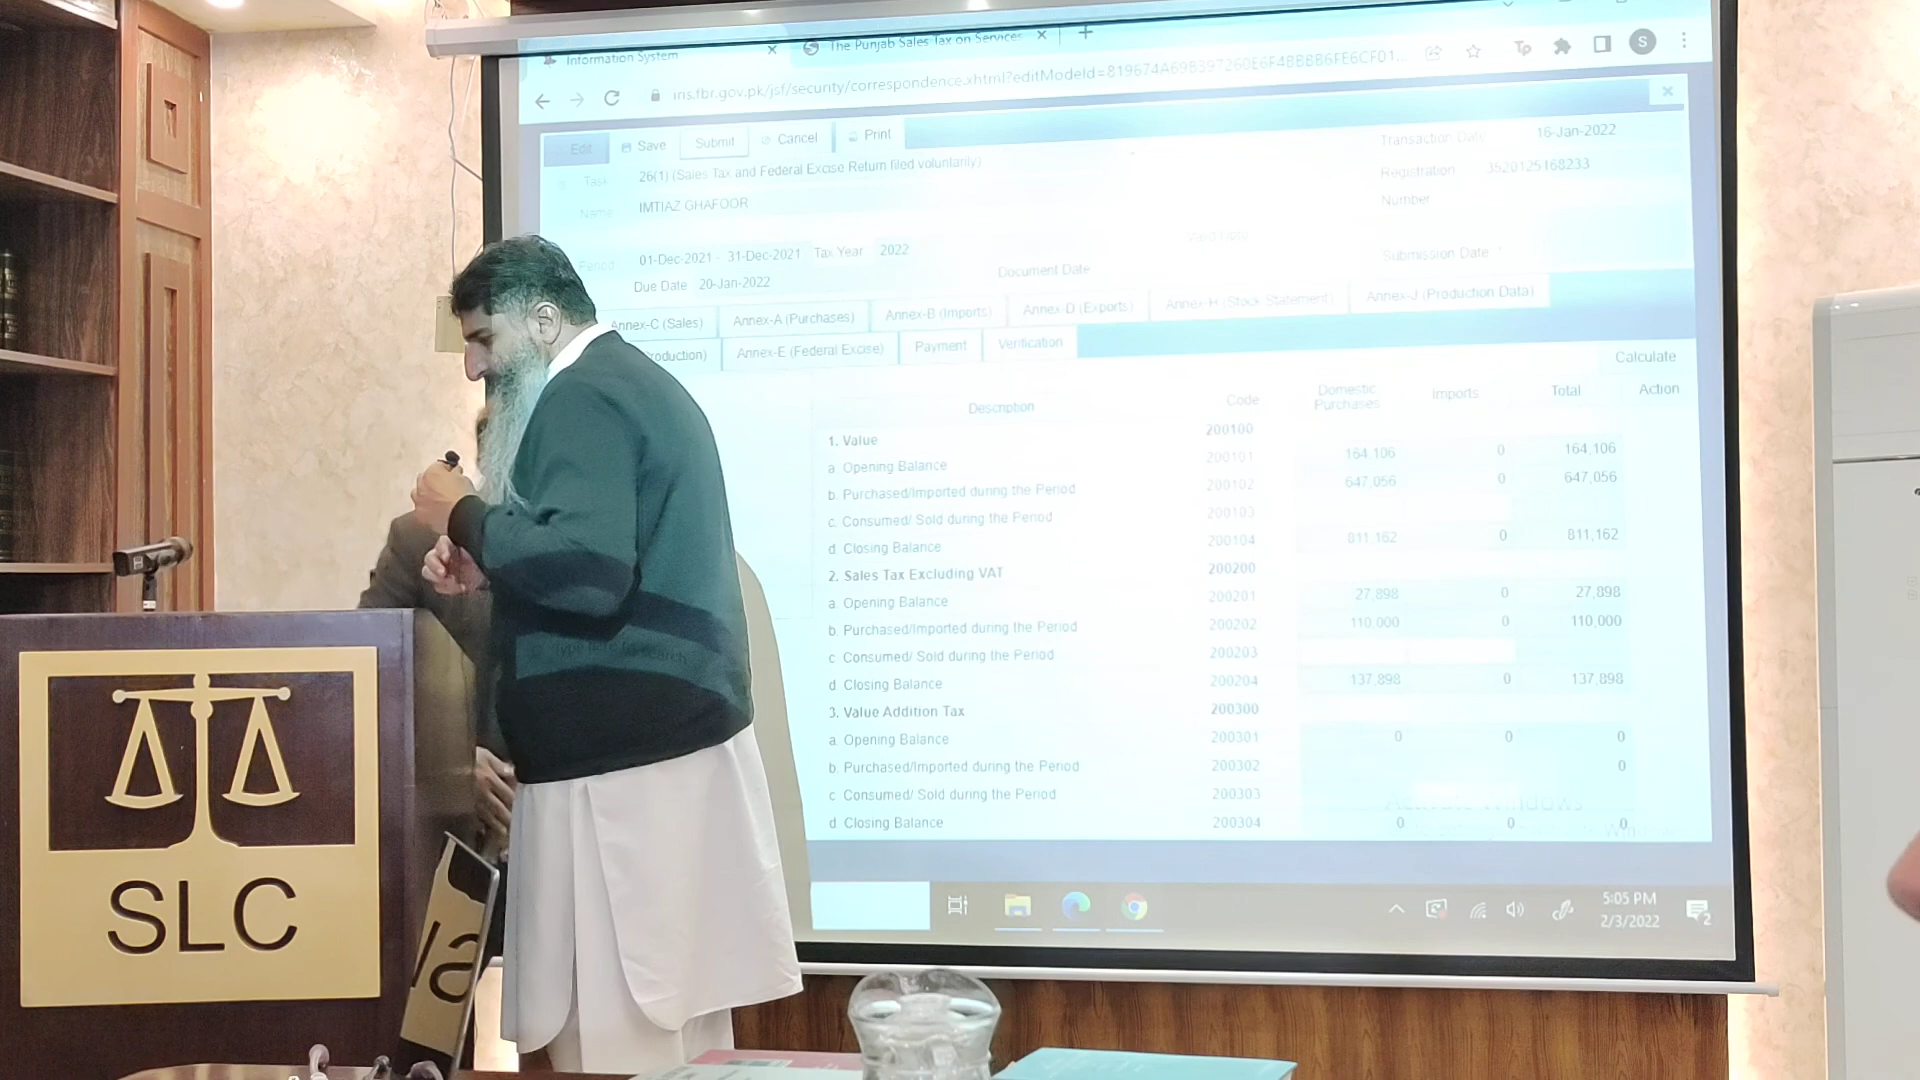 Information System
The Punjab Sales Tax on Services
iris.fbr.gov.pk/jsf/security/correspondence.xhtml?editModeId=819674A69B397260E6F4BBBB6FE6CF01...
S
Edit Save Submit Cancel Print
Transaction Date 16-Jan-2022
Task 26(1) (Sales Tax and Federal Excise Return filed voluntarily)
Registration Number 3520125168233
Name IMTIAZ GHAFOOR
Period 01-Dec-2021 - 31-Dec-2021 Tax Year 2022
Submission Date
Due Date 20-Jan-2022 Document Date
Annex-C (Sales) Annex-A (Purchases) Annex-B (Imports) Annex-D (Exports) Annex-H (Stock Statement) Annex-J (Production Data)
roduction) Annex-E (Federal Excise) Payment Verification
Calculate
Description Code Domestic Purchases Imports Total Action
1. Value 200100
a. Opening Balance 200101 164,106 0 164,106
b. Purchased/Imported during the Period 200102 647,056 0 647,056
c. Consumed/ Sold during the Period 200103
d. Closing Balance 200104 811,162 0 811,162
2. Sales Tax Excluding VAT 200200
a. Opening Balance 200201 27,898 0 27,898
b. Purchased/Imported during the Period 200202 110,000 0 110,000
c Consumed/ Sold during the Period 200203
d Closing Balance 200204 137,898 0 137,898
3. Value Addition Tax 200300
a Opening Balance 200301 0 0 0
b. Purchased/Imported during the Period 200302 0
c Consumed/ Sold during the Period 200303
d Closing Balance 200304 0 0 0
Type here to search
5:05 PM
2/3/2022
2
SLC
la